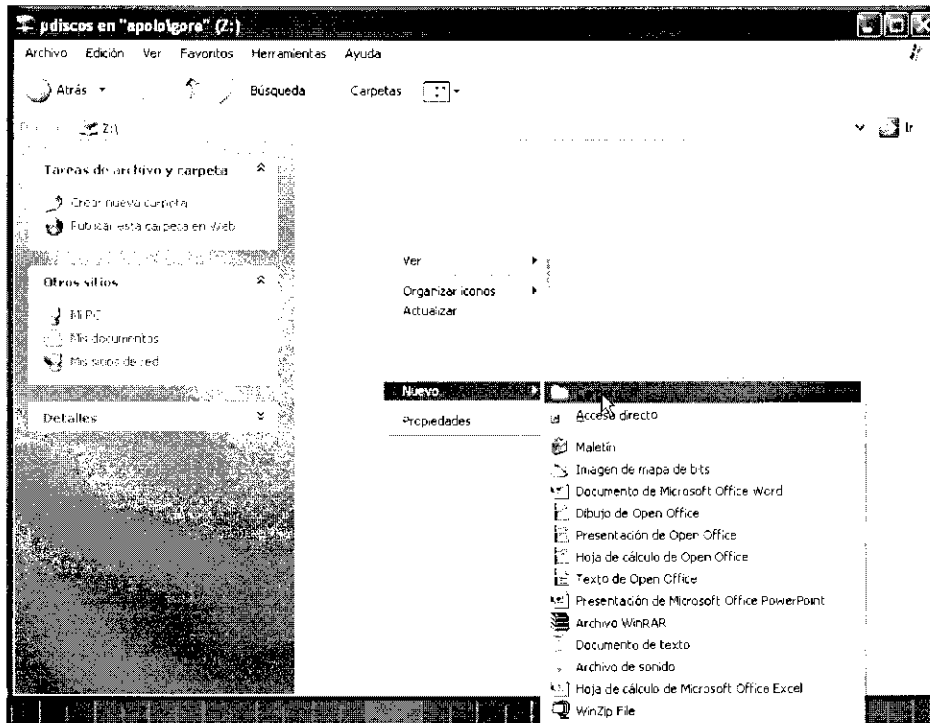 µdiscos en "apolo\gora" (Z:)
Archivo Edición Ver Favoritos Herramientas Ayuda
Atrás Búsqueda Carpetas
Z:\ Ir
Tareas de archivo y carpeta
Crear nueva carpeta
Publicar esta carpeta en Web
Otros sitios
Mi PC
Mis documentos
Mis sitios de red
Detalles
Ver
Organizar iconos
Actualizar
Nuevo
Propiedades
Acceso directo
Maletín
Imagen de mapa de bits
Documento de Microsoft Office Word
Dibujo de Open Office
Presentación de Open Office
Hoja de cálculo de Open Office
Texto de Open Office
Presentación de Microsoft Office PowerPoint
Archivo WinRAR
Documento de texto
Archivo de sonido
Hoja de cálculo de Microsoft Office Excel
WinZip File